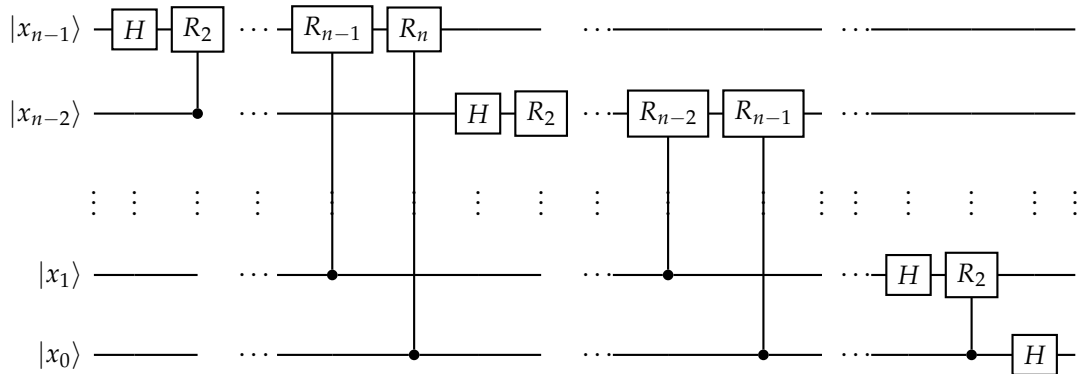 |x_{n−1}⟩ H R_2 ⋯ R_{n−1} R_n ⋯ ⋯
|x_{n−2}⟩ ⋯ H R_2 ⋯ R_{n−2} R_{n−1} ⋯
⋮ ⋮ ⋮ ⋮ ⋮ ⋮ ⋮ ⋮ ⋮ ⋮ ⋮ ⋮ ⋮ ⋮ ⋮ ⋮
|x_1⟩ ⋯ ⋯ ⋯ H R_2
|x_0⟩ ⋯ ⋯ ⋯ H